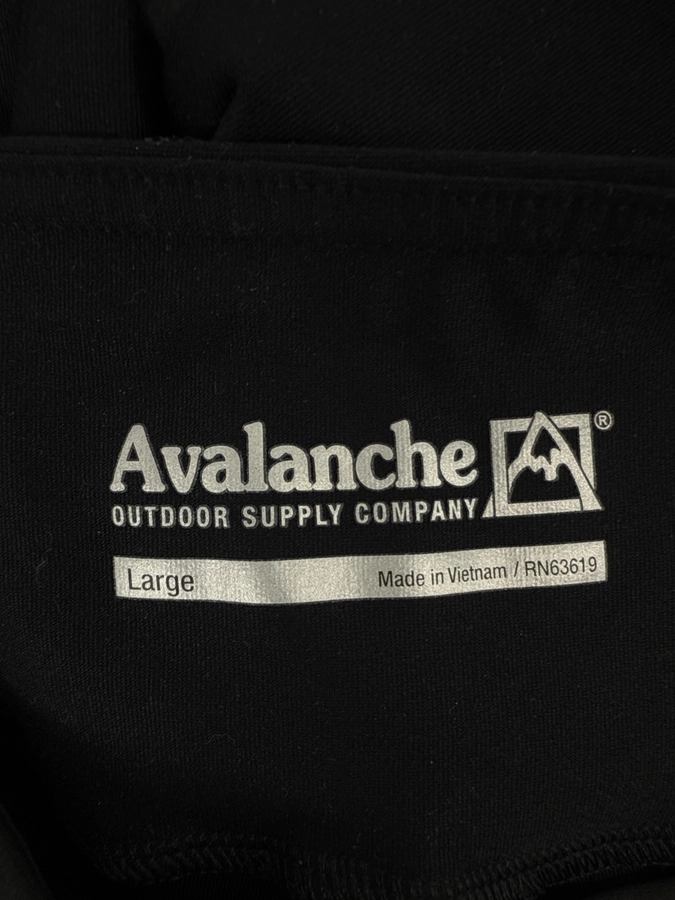 Avalanche®
OUTDOOR SUPPLY COMPANY
Large Made in Vietnam / RN63619